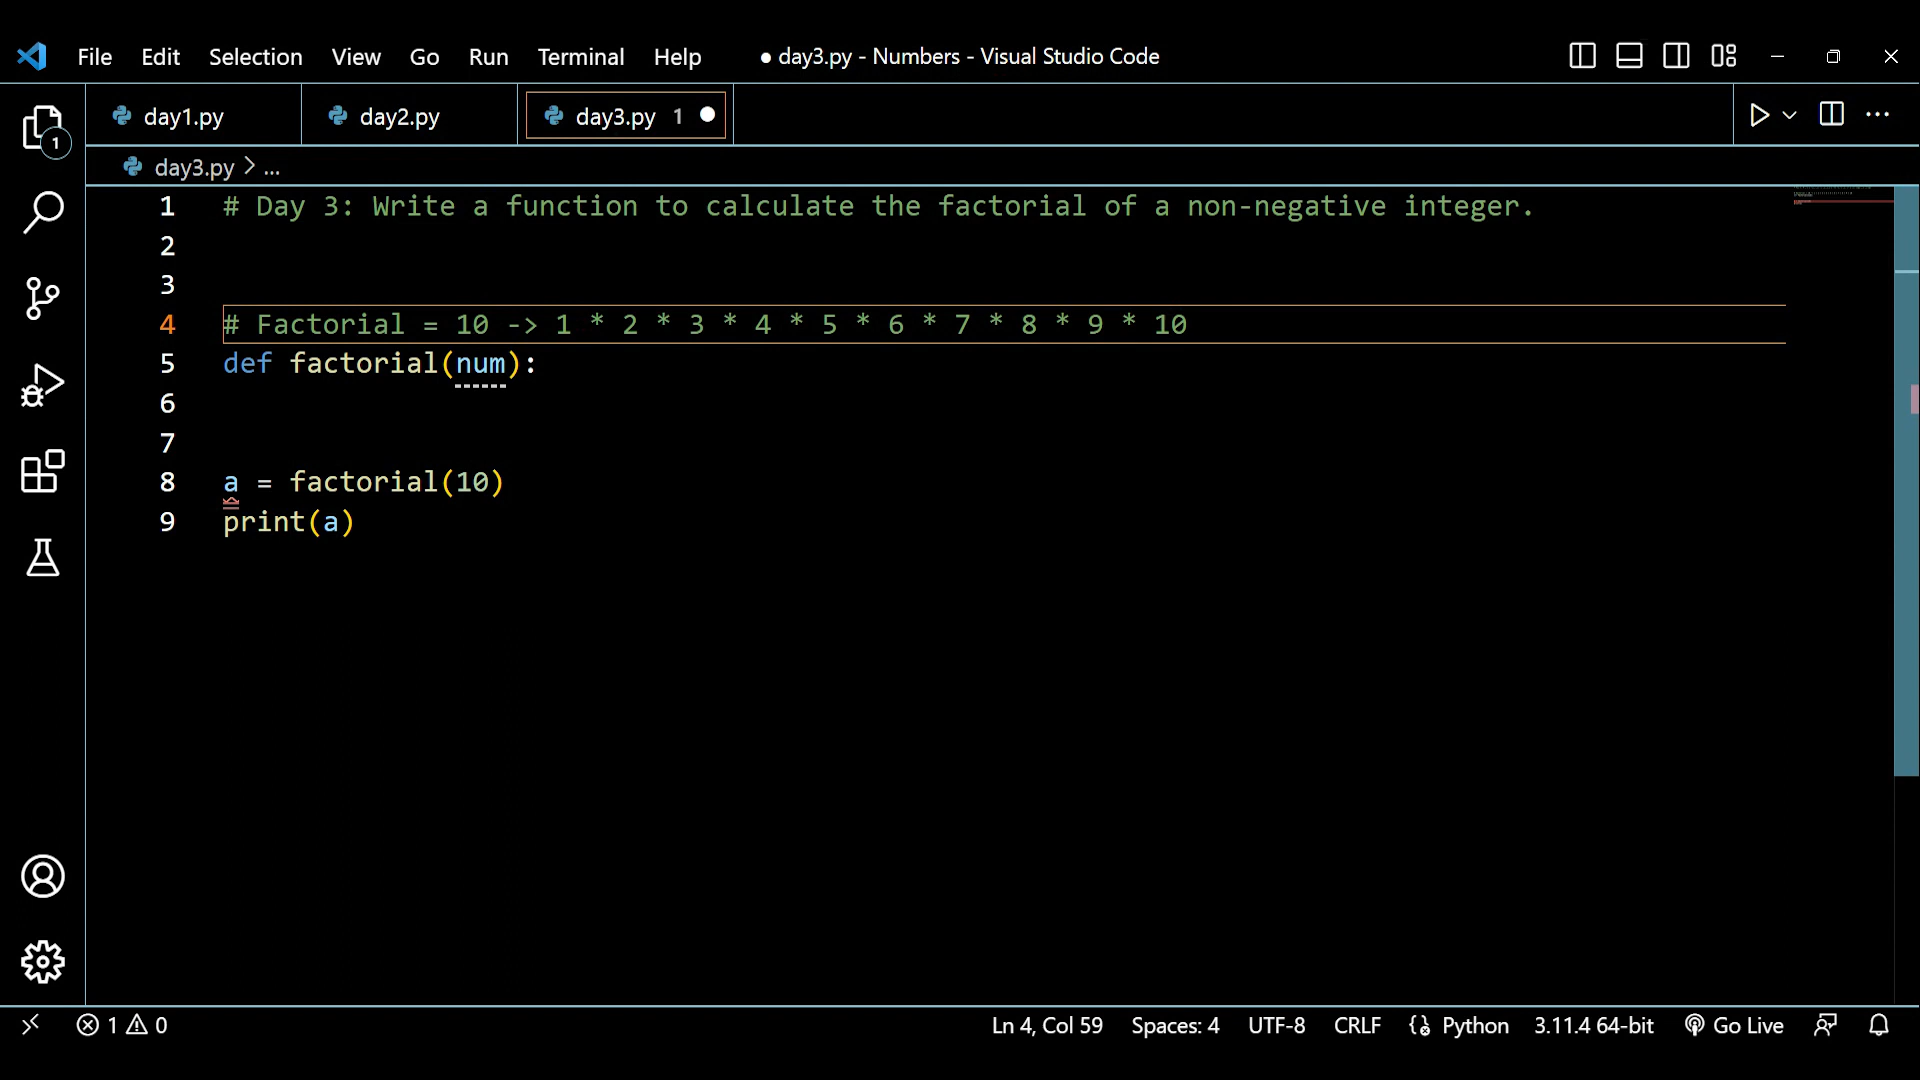 File Edit Selection View Go Run Terminal Help ● day3.py - Numbers - Visual Studio Code
day1.py day2.py day3.py 1
1
day3.py > ...
1 # Day 3: Write a function to calculate the factorial of a non-negative integer.
2
3
4 # Factorial = 10 -> 1 * 2 * 3 * 4 * 5 * 6 * 7 * 8 * 9 * 10
5 def factorial(num):
6
7
8 a = factorial(10)
9 print(a)
1 0 Ln 4, Col 59 Spaces: 4 UTF-8 CRLF Python 3.11.4 64-bit Go Live